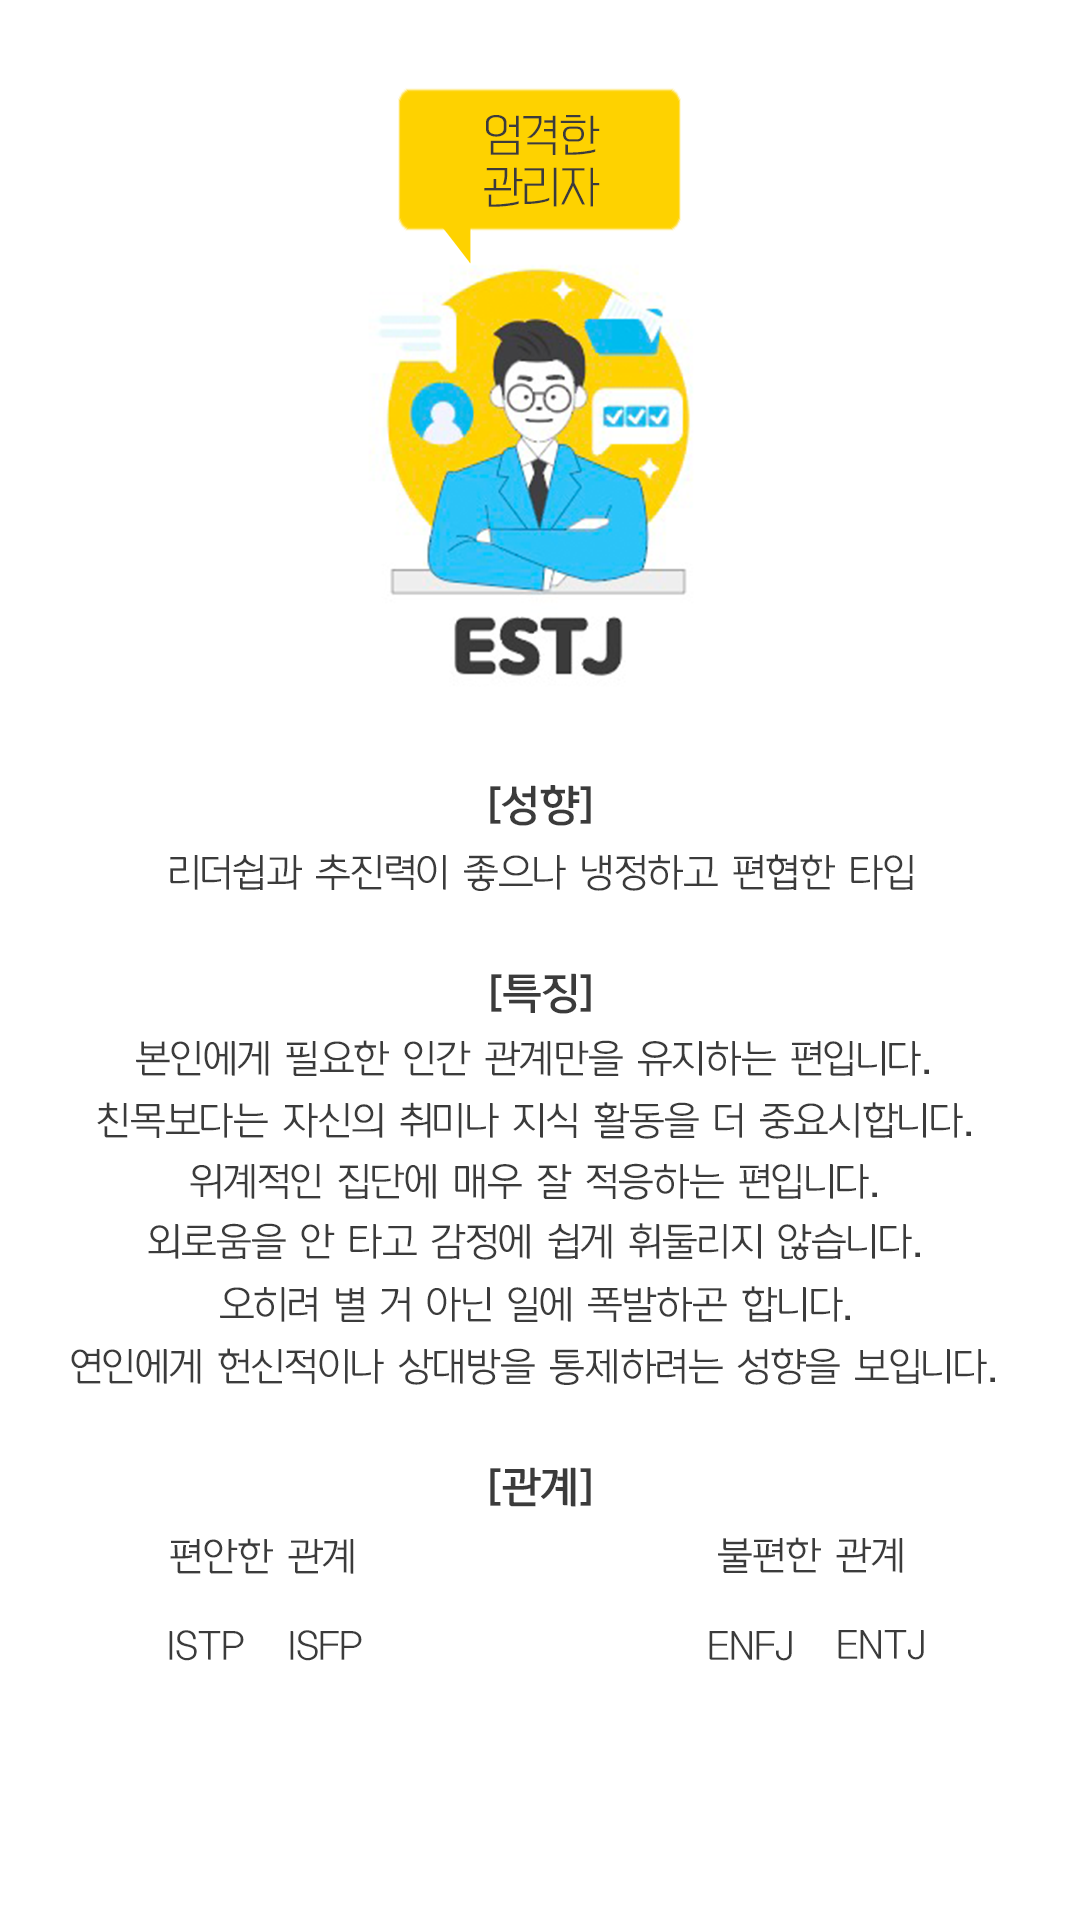 엄격한
관리자
ESTJ
[성향]
리더쉽과 추진력이 좋으나 냉정하고 편협한 타입
[특징]
본인에게 필요한 인간 관계만을 유지하는 편입니다.
친목보다는 자신의 취미나 지식 활동을 더 중요시합니다.
위계적인 집단에 매우 잘 적응하는 편입니다.
외로움을 안 타고 감정에 쉽게 휘둘리지 않습니다.
오히려 별 거 아닌 일에 폭발하곤 합니다.
연인에게 헌신적이나 상대방을 통제하려는 성향을 보입니다.
[관계]
편안한 관계 불편한 관계
ISTP ISFP ENFJ ENTJ